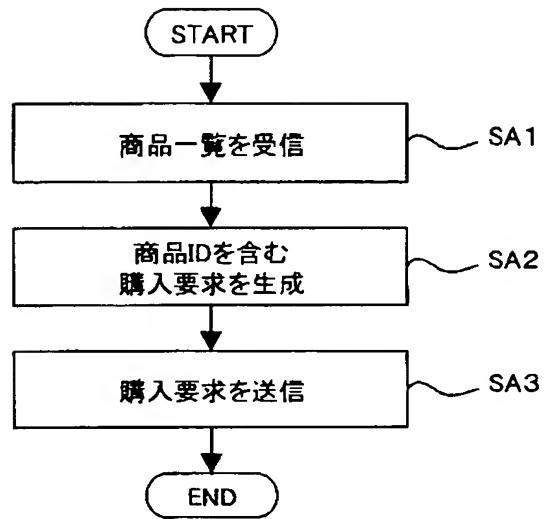 START
商品一覧を受信
SA1
商品IDを含む
購入要求を生成
SA2
購入要求を送信
SA3
END